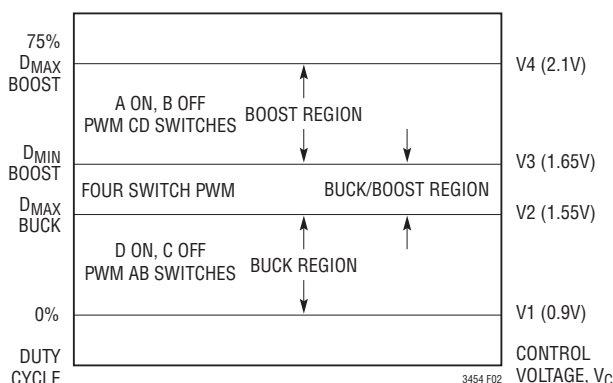 75%
DMAX
BOOST
V4 (2.1V)
A ON, B OFF
PWM CD SWITCHES
BOOST REGION
DMIN
BOOST
V3 (1.65V)
FOUR SWITCH PWM
BUCK/BOOST REGION
DMAX
BUCK
V2 (1.55V)
D ON, C OFF
PWM AB SWITCHES
BUCK REGION
0%
V1 (0.9V)
DUTY
CYCLE
3454 F02
CONTROL
VOLTAGE, VC